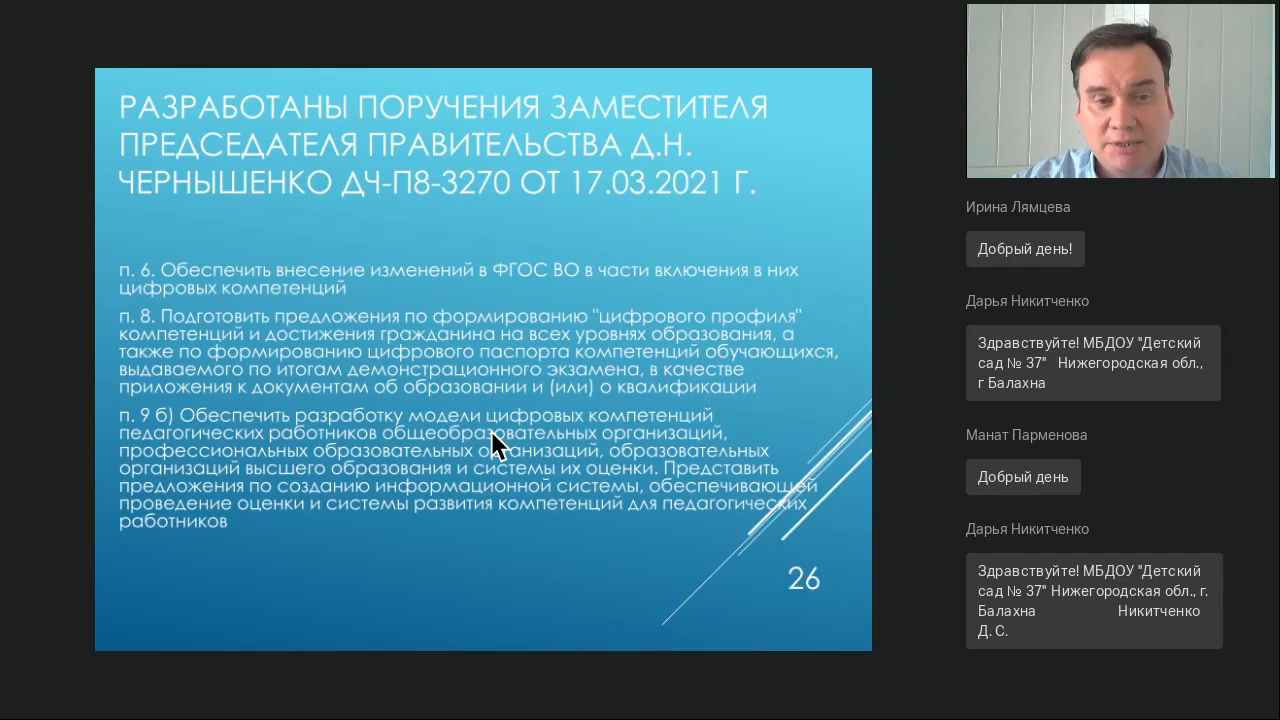 РАЗРАБОТАНЫ ПОРУЧЕНИЯ ЗАМЕСТИТЕЛЯ
ПРЕДСЕДАТЕЛЯ ПРАВИТЕЛЬСТВА Д.Н.
ЧЕРНЫШЕНКО ДЧ-П8-3270 ОТ 17.03.2021 Г.
п. 6. Обеспечить внесение изменений в ФГОС ВО в части включения в них
цифровых компетенций
п. 8. Подготовить предложения по формированию "цифрового профиля"
компетенций и достижения гражданина на всех уровнях образования, а
также по формированию цифрового паспорта компетенций обучающихся,
выдаваемого по итогам демонстрационного экзамена, в качестве
приложения к документам об образовании и (или) о квалификации
п. 9 б) Обеспечить разработку модели цифровых компетенций
педагогических работников общеобразовательных организаций,
профессиональных образовательных организаций, образовательных
организаций высшего образования и системы их оценки. Представить
предложения по созданию информационной системы, обеспечивающей
проведение оценки и системы развития компетенций для педагогических
работников
26
Ирина Лямцева
Добрый день!
Дарья Никитченко
Здравствуйте! МБДОУ "Детский
сад № 37" Нижегородская обл.,
г Балахна
Манат Парменова
Добрый день
Дарья Никитченко
Здравствуйте! МБДОУ "Детский
сад № 37" Нижегородская обл., г.
Балахна Никитченко
Д. С.